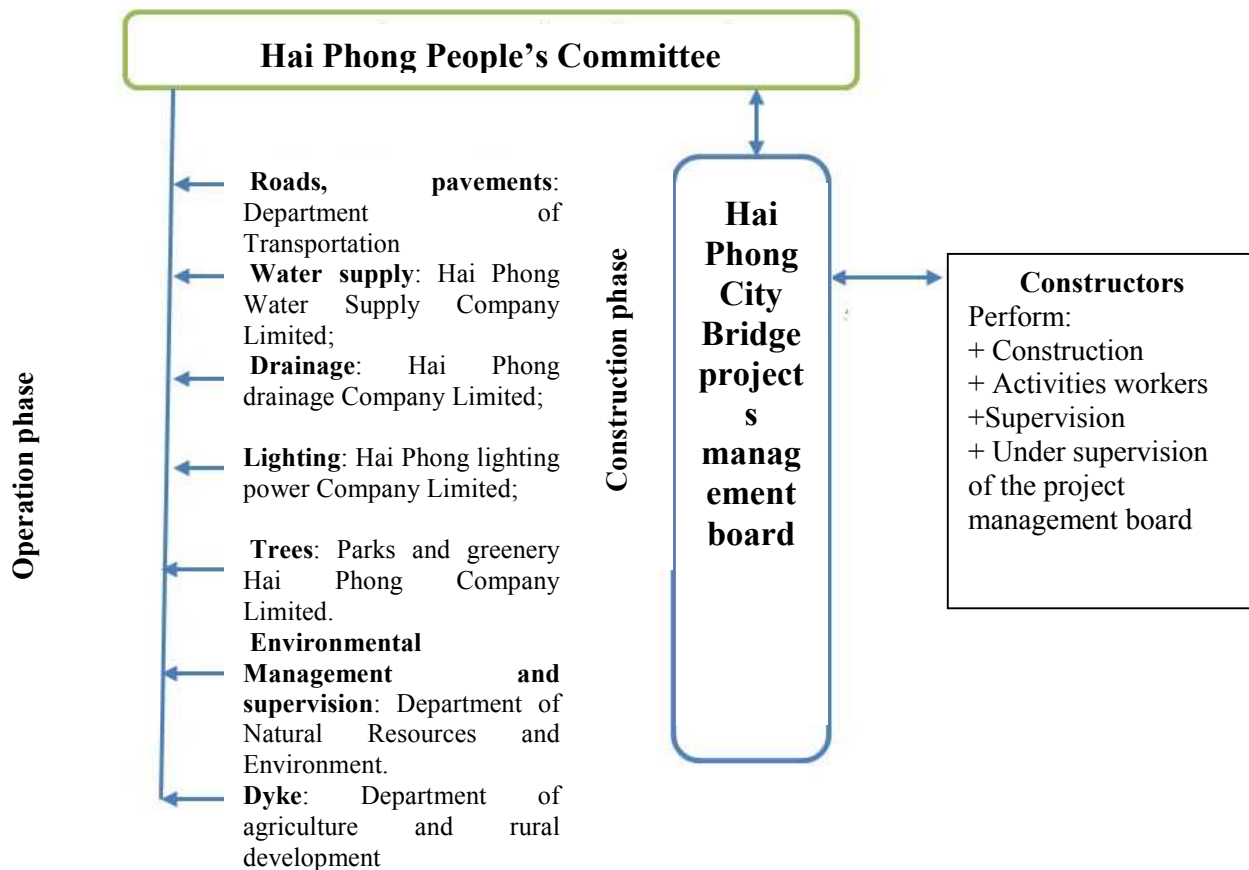 Hai Phong People's Committee
Operation phase
Roads, pavements:
Department of
Transportation
Water supply: Hai Phong
Water Supply Company
Limited;
Drainage: Hai Phong
drainage Company Limited;
Lighting: Hai Phong lighting
power Company Limited;
Trees: Parks and greenery
Hai Phong Company
Limited.
Environmental
Management and
supervision: Department of
Natural Resources and
Environment.
Dyke: Department of
agriculture and rural
development
Construction phase
Hai
Phong
City
Bridge
project
s
manag
ement
board
Constructors
Perform:
+ Construction
+ Activities workers
+Supervision
+ Under supervision
of the project
management board